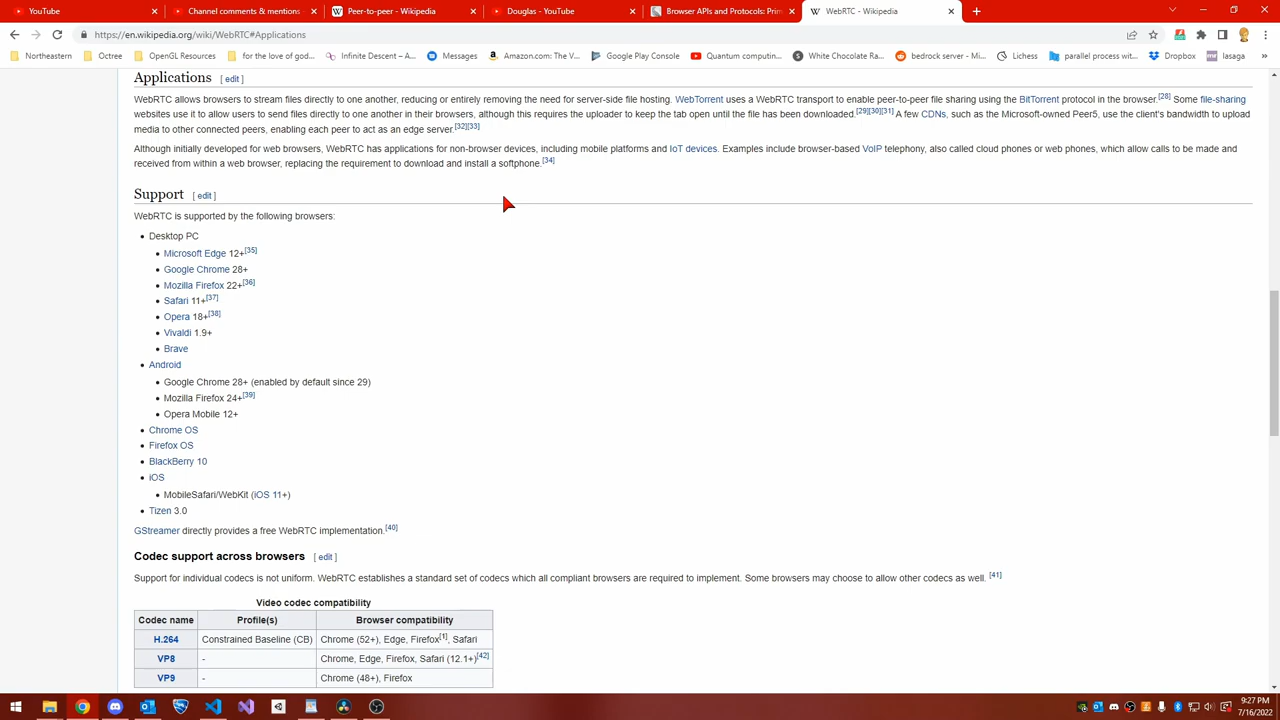 YouTube
Channel comments & mentions
Peer-to-peer - Wikipedia
Douglas - YouTube
Browser APIs and Protocols: Prim
WebRTC - Wikipedia
https://en.wikipedia.org/wiki/WebRTC#Applications
Northeastern
Octree
OpenGL Resources
for the love of god...
Infinite Descent – A...
Messages
Amazon.com: The V...
Google Play Console
Quantum computin...
White Chocolate Ra...
bedrock server - Mi...
Lichess
parallel process wit...
Dropbox
lasaga
Applications [ edit ]
WebRTC allows browsers to stream files directly to one another, reducing or entirely removing the need for server-side file hosting. WebTorrent uses a WebRTC transport to enable peer-to-peer file sharing using the BitTorrent protocol in the browser.[28] Some file-sharing
websites use it to allow users to send files directly to one another in their browsers, although this requires the uploader to keep the tab open until the file has been downloaded.[29][30][31] A few CDNs, such as the Microsoft-owned Peer5, use the client's bandwidth to upload
media to other connected peers, enabling each peer to act as an edge server.[32][33]
Although initially developed for web browsers, WebRTC has applications for non-browser devices, including mobile platforms and IoT devices. Examples include browser-based VoIP telephony, also called cloud phones or web phones, which allow calls to be made and
received from within a web browser, replacing the requirement to download and install a softphone.[34]
Support [ edit ]
WebRTC is supported by the following browsers:
• Desktop PC
• Microsoft Edge 12+[35]
• Google Chrome 28+
• Mozilla Firefox 22+[36]
• Safari 11+[37]
• Opera 18+[38]
• Vivaldi 1.9+
• Brave
• Android
• Google Chrome 28+ (enabled by default since 29)
• Mozilla Firefox 24+[39]
• Opera Mobile 12+
• Chrome OS
• Firefox OS
• BlackBerry 10
• iOS
• MobileSafari/WebKit (iOS 11+)
• Tizen 3.0
GStreamer directly provides a free WebRTC implementation.[40]
Codec support across browsers [ edit ]
Support for individual codecs is not uniform. WebRTC establishes a standard set of codecs which all compliant browsers are required to implement. Some browsers may choose to allow other codecs as well. [41]
Video codec compatibility
Codec name Profile(s) Browser compatibility
H.264 Constrained Baseline (CB) Chrome (52+), Edge, Firefox[1], Safari
VP8 - Chrome, Edge, Firefox, Safari (12.1+)[42]
VP9 - Chrome (48+), Firefox
9:27 PM
7/16/2022